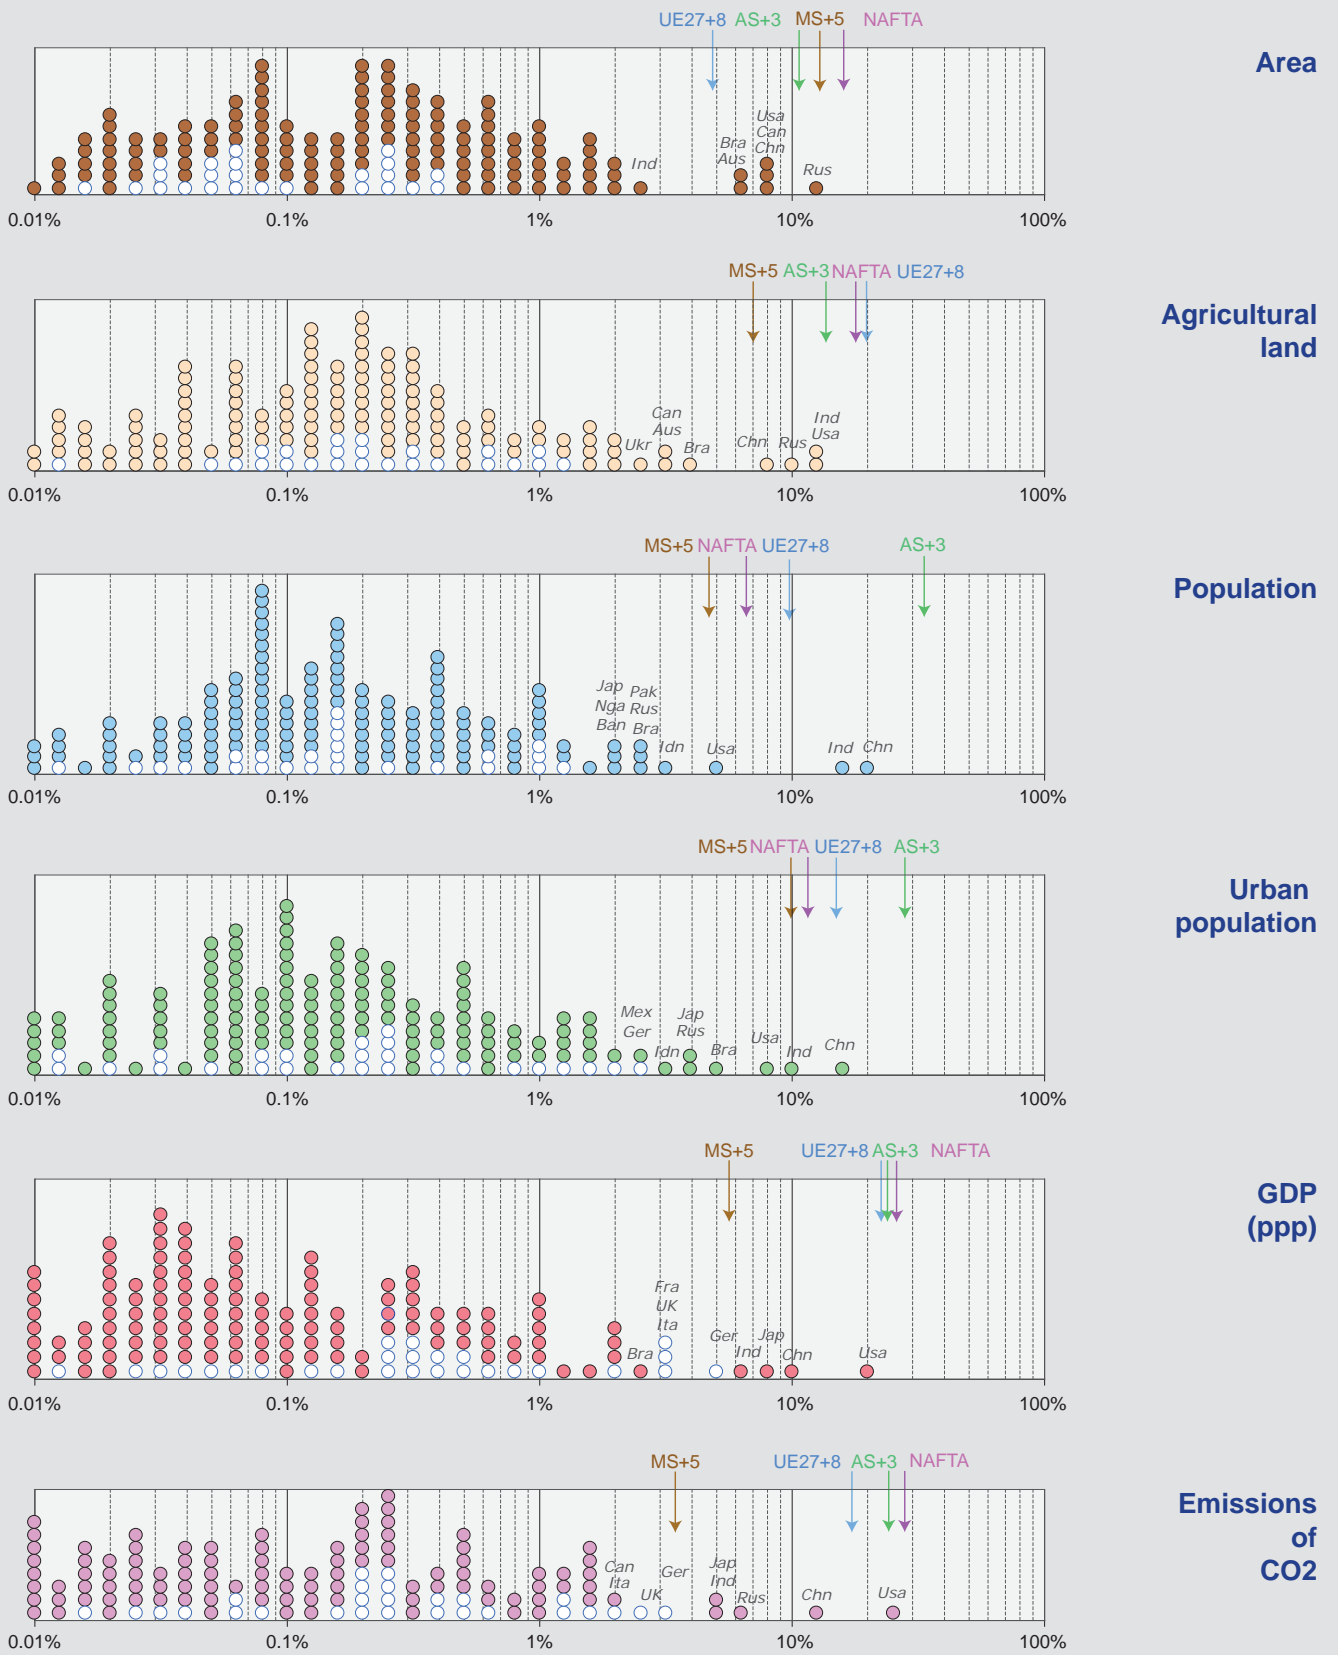 UE27+8 AS+3 MS+5 NAFTA
Area
Usa
Can
Bra Chn
Aus
Ind
Rus
0.01% 0.1% 1% 10% 100%
MS+5 AS+3 NAFTA UE27+8
Agricultural
land
Can
Aus
Ind
Usa
Ukr Bra Chn Rus
0.01% 0.1% 1% 10% 100%
MS+5 NAFTA UE27+8 AS+3
Population
Jap Pak
Nga Rus
Ban Bra
Idn Usa Ind Chn
0.01% 0.1% 1% 10% 100%
MS+5 NAFTA UE27+8 AS+3
Urban
population
Mex Jap
Ger Rus
Usa
Chn
Idn Bra Ind
0.01% 0.1% 1% 10% 100%
MS+5 UE27+8 AS+3 NAFTA
GDP
(ppp)
Fra
UK
Ita
Ger Jap
Bra Ind Chn Usa
0.01% 0.1% 1% 10% 100%
MS+5 UE27+8 AS+3 NAFTA
Emissions
of
CO2
Can Ger Jap
Ita Ind
UK Rus Chn Usa
0.01% 0.1% 1% 10% 100%